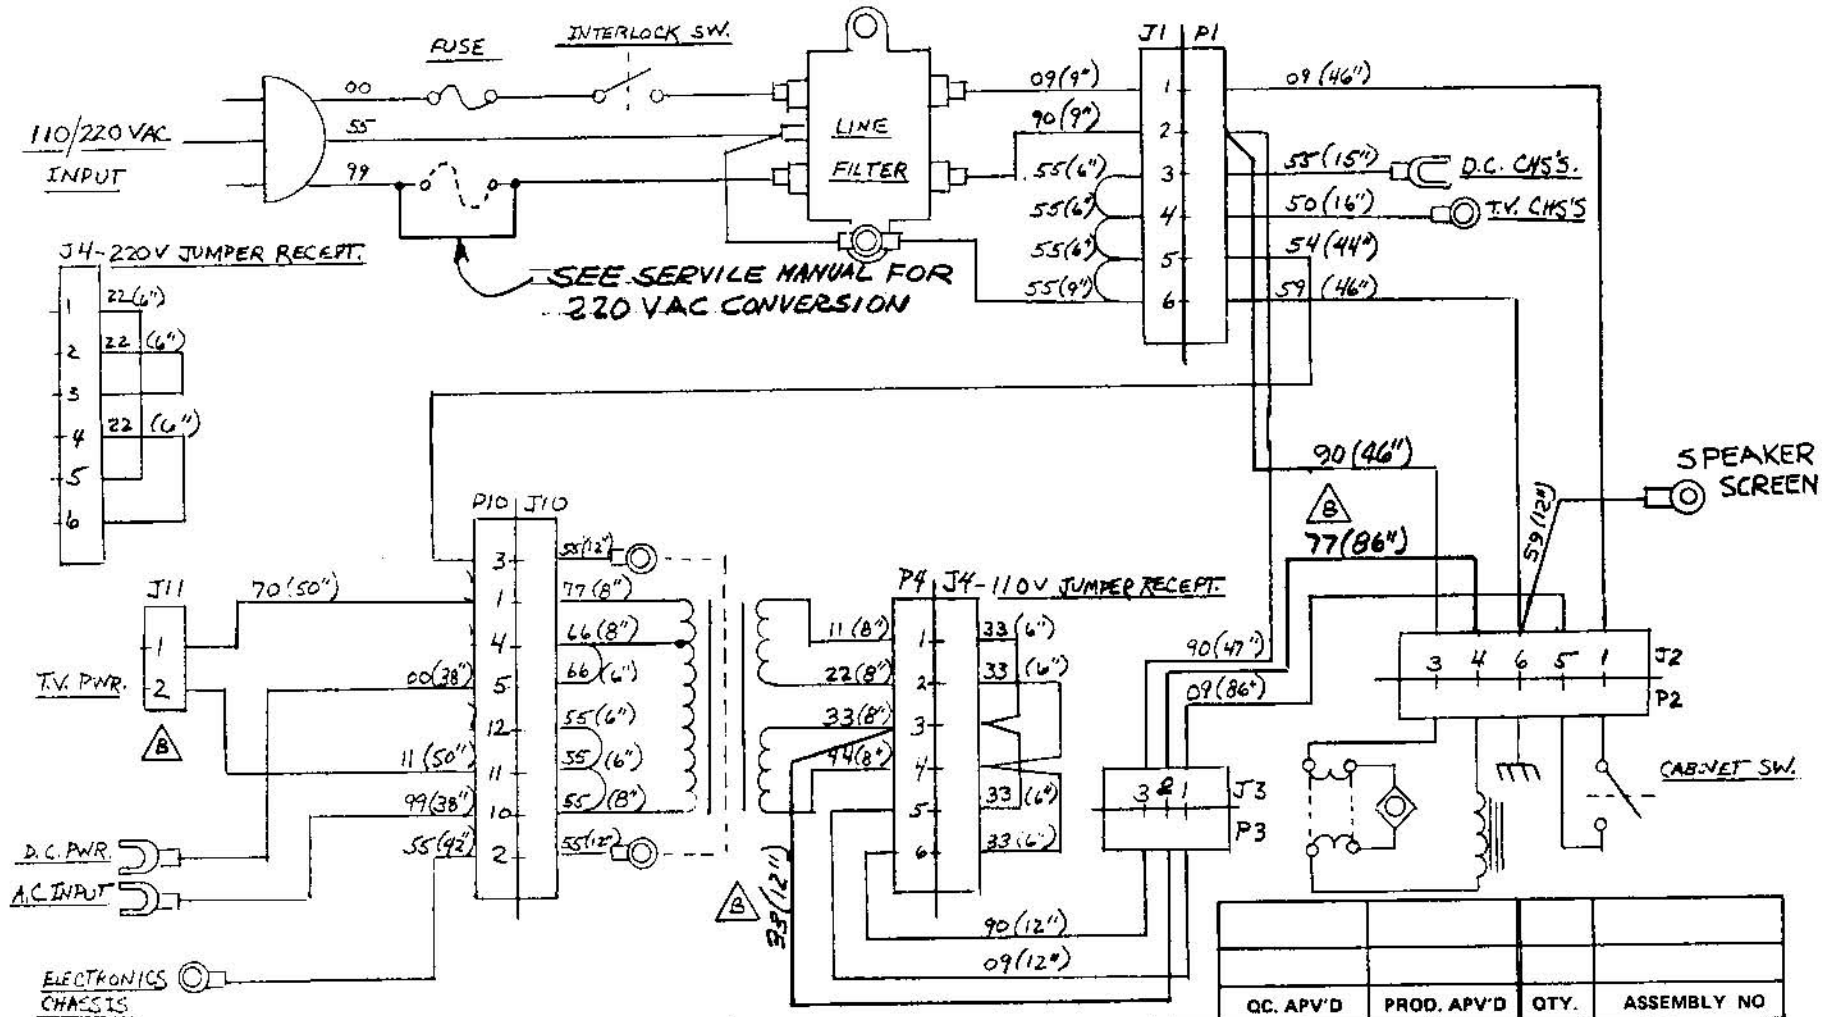 FUSE
INTERLOCK SW.
J1 P1
00
09(9")
09(46")
1
110/220 VAC
INPUT
55
LINE
FILTER
90(9")
2
99
55(6")
3
55(15")
D.C. CHS'S.
55(6")
4
50(16")
T.V. CHS'S
55(6")
5
54(44")
55(9")
6
59 (46")
J4-220V JUMPER RECEPT.
SEE SERVILE MANUAL FOR
220 VAC CONVERSION
1
22(6")
2
22 (6")
3
4
22 (6")
5
6
90(46")
B
77(86")
59(12")
SPEAKER
SCREEN
P10 J10
3
55(12")
J11
1
2
T.V. PWR.
B
70(50")
1
77(8")
4
66(8")
00(38")
5
66 (6")
12
55(6")
11(50")
11
55 (6")
99(38")
10
55 (8")
55(42")
2
55(12")
D.C. PWR.
A.C INPUT
ELECTRONICS
CHASSIS
P4 J4-110V JUMPER RECEPT.
11(8")
1
33(6")
22(8")
2
33 (6")
33(8")
3
44(8")
4
5
33 (6")
6
33(6")
B
33(12")
90(12")
09(12")
90(47")
09(86")
3 2 1
J3
P3
3 4 6 5 1
J2
P2
CABINET SW.
QC. APV'D PROD. APV'D QTY. ASSEMBLY NO